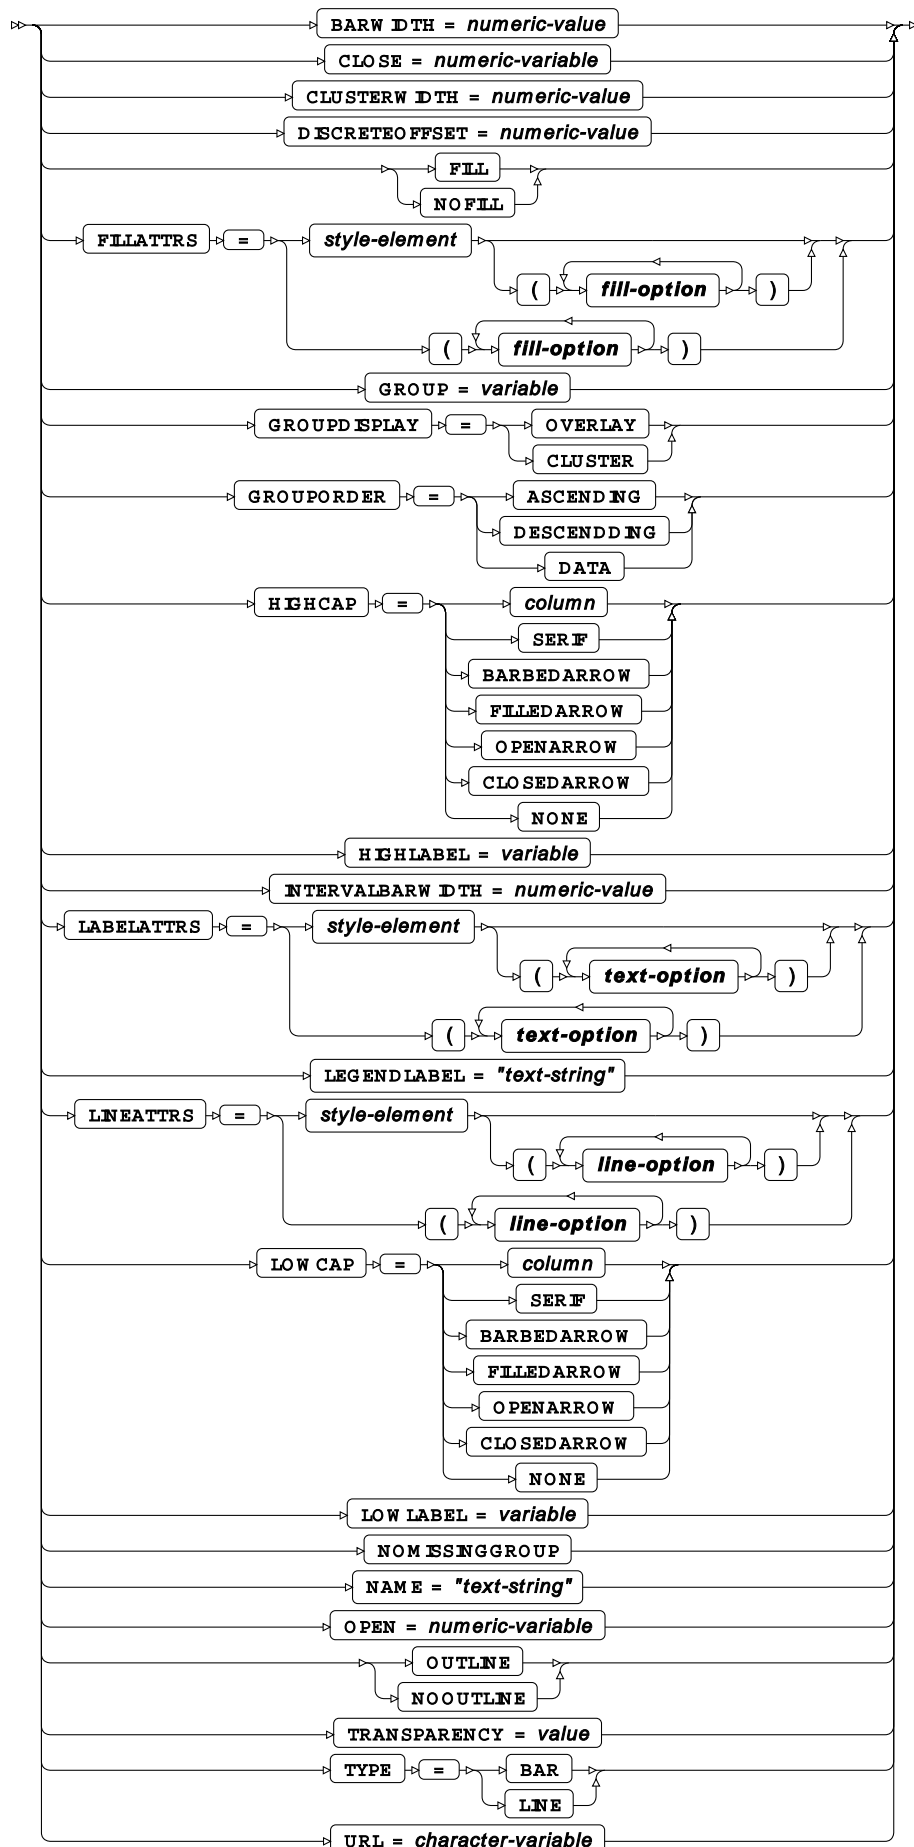 BARWIDTH = numeric-value
CLOSE = numeric-variable
CLUSTERWIDTH = numeric-value
DISCRETEOFFSET = numeric-value
FILL
NOFILL
FILLATTRS = style-element
( fill-option )
( fill-option )
GROUP = variable
GROUPDISPLAY = OVERLAY
CLUSTER
GROUPORDER = ASCENDING
DESCENDDING
DATA
HIGHCAP = column
SERIF
BARBEDARROW
FILLEDARROW
OPENARROW
CLOSEDARROW
NONE
HIGHLABEL = variable
INTERVALBARWIDTH = numeric-value
LABELATTRS = style-element
( text-option )
( text-option )
LEGENDLABEL = "text-string"
LINEATTRS = style-element
( line-option )
( line-option )
LOWCAP = column
SERIF
BARBEDARROW
FILLEDARROW
OPENARROW
CLOSEDARROW
NONE
LOWLABEL = variable
NOMISSINGGROUP
NAME = "text-string"
OPEN = numeric-variable
OUTLINE
NOOUTLINE
TRANSPARENCY = value
TYPE = BAR
LINE
URL = character-variable